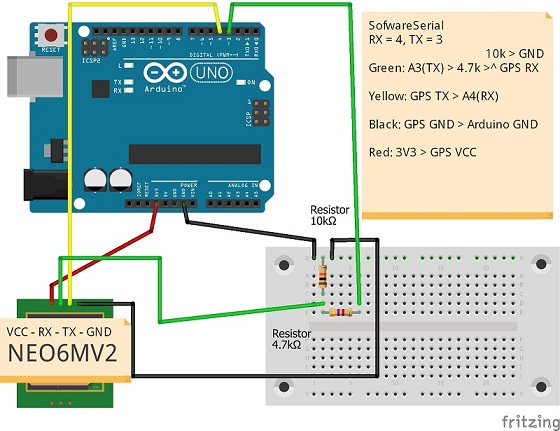 SofwareSerial
RX = 4, TX = 3
10k > GND
Green: A3(TX) > 4.7k >^ GPS RX
Yellow: GPS TX > A4(RX)
Black: GPS GND > Arduino GND
Red: 3V3 > GPS VCC
RESET
ICSP2
AREF
GND
DIGITAL (PWM~)
L
TX
RX
Arduino
UNO
ON
ICSP
IOREF
RESET
3V3
5V
GND
GND
VIN
POWER
ANALOG IN
A0
A1
A2
A3
A4
A5
Resistor
10kΩ
Resistor
4.7kΩ
VCC - RX - TX - GND
NEO6MV2
fritzing